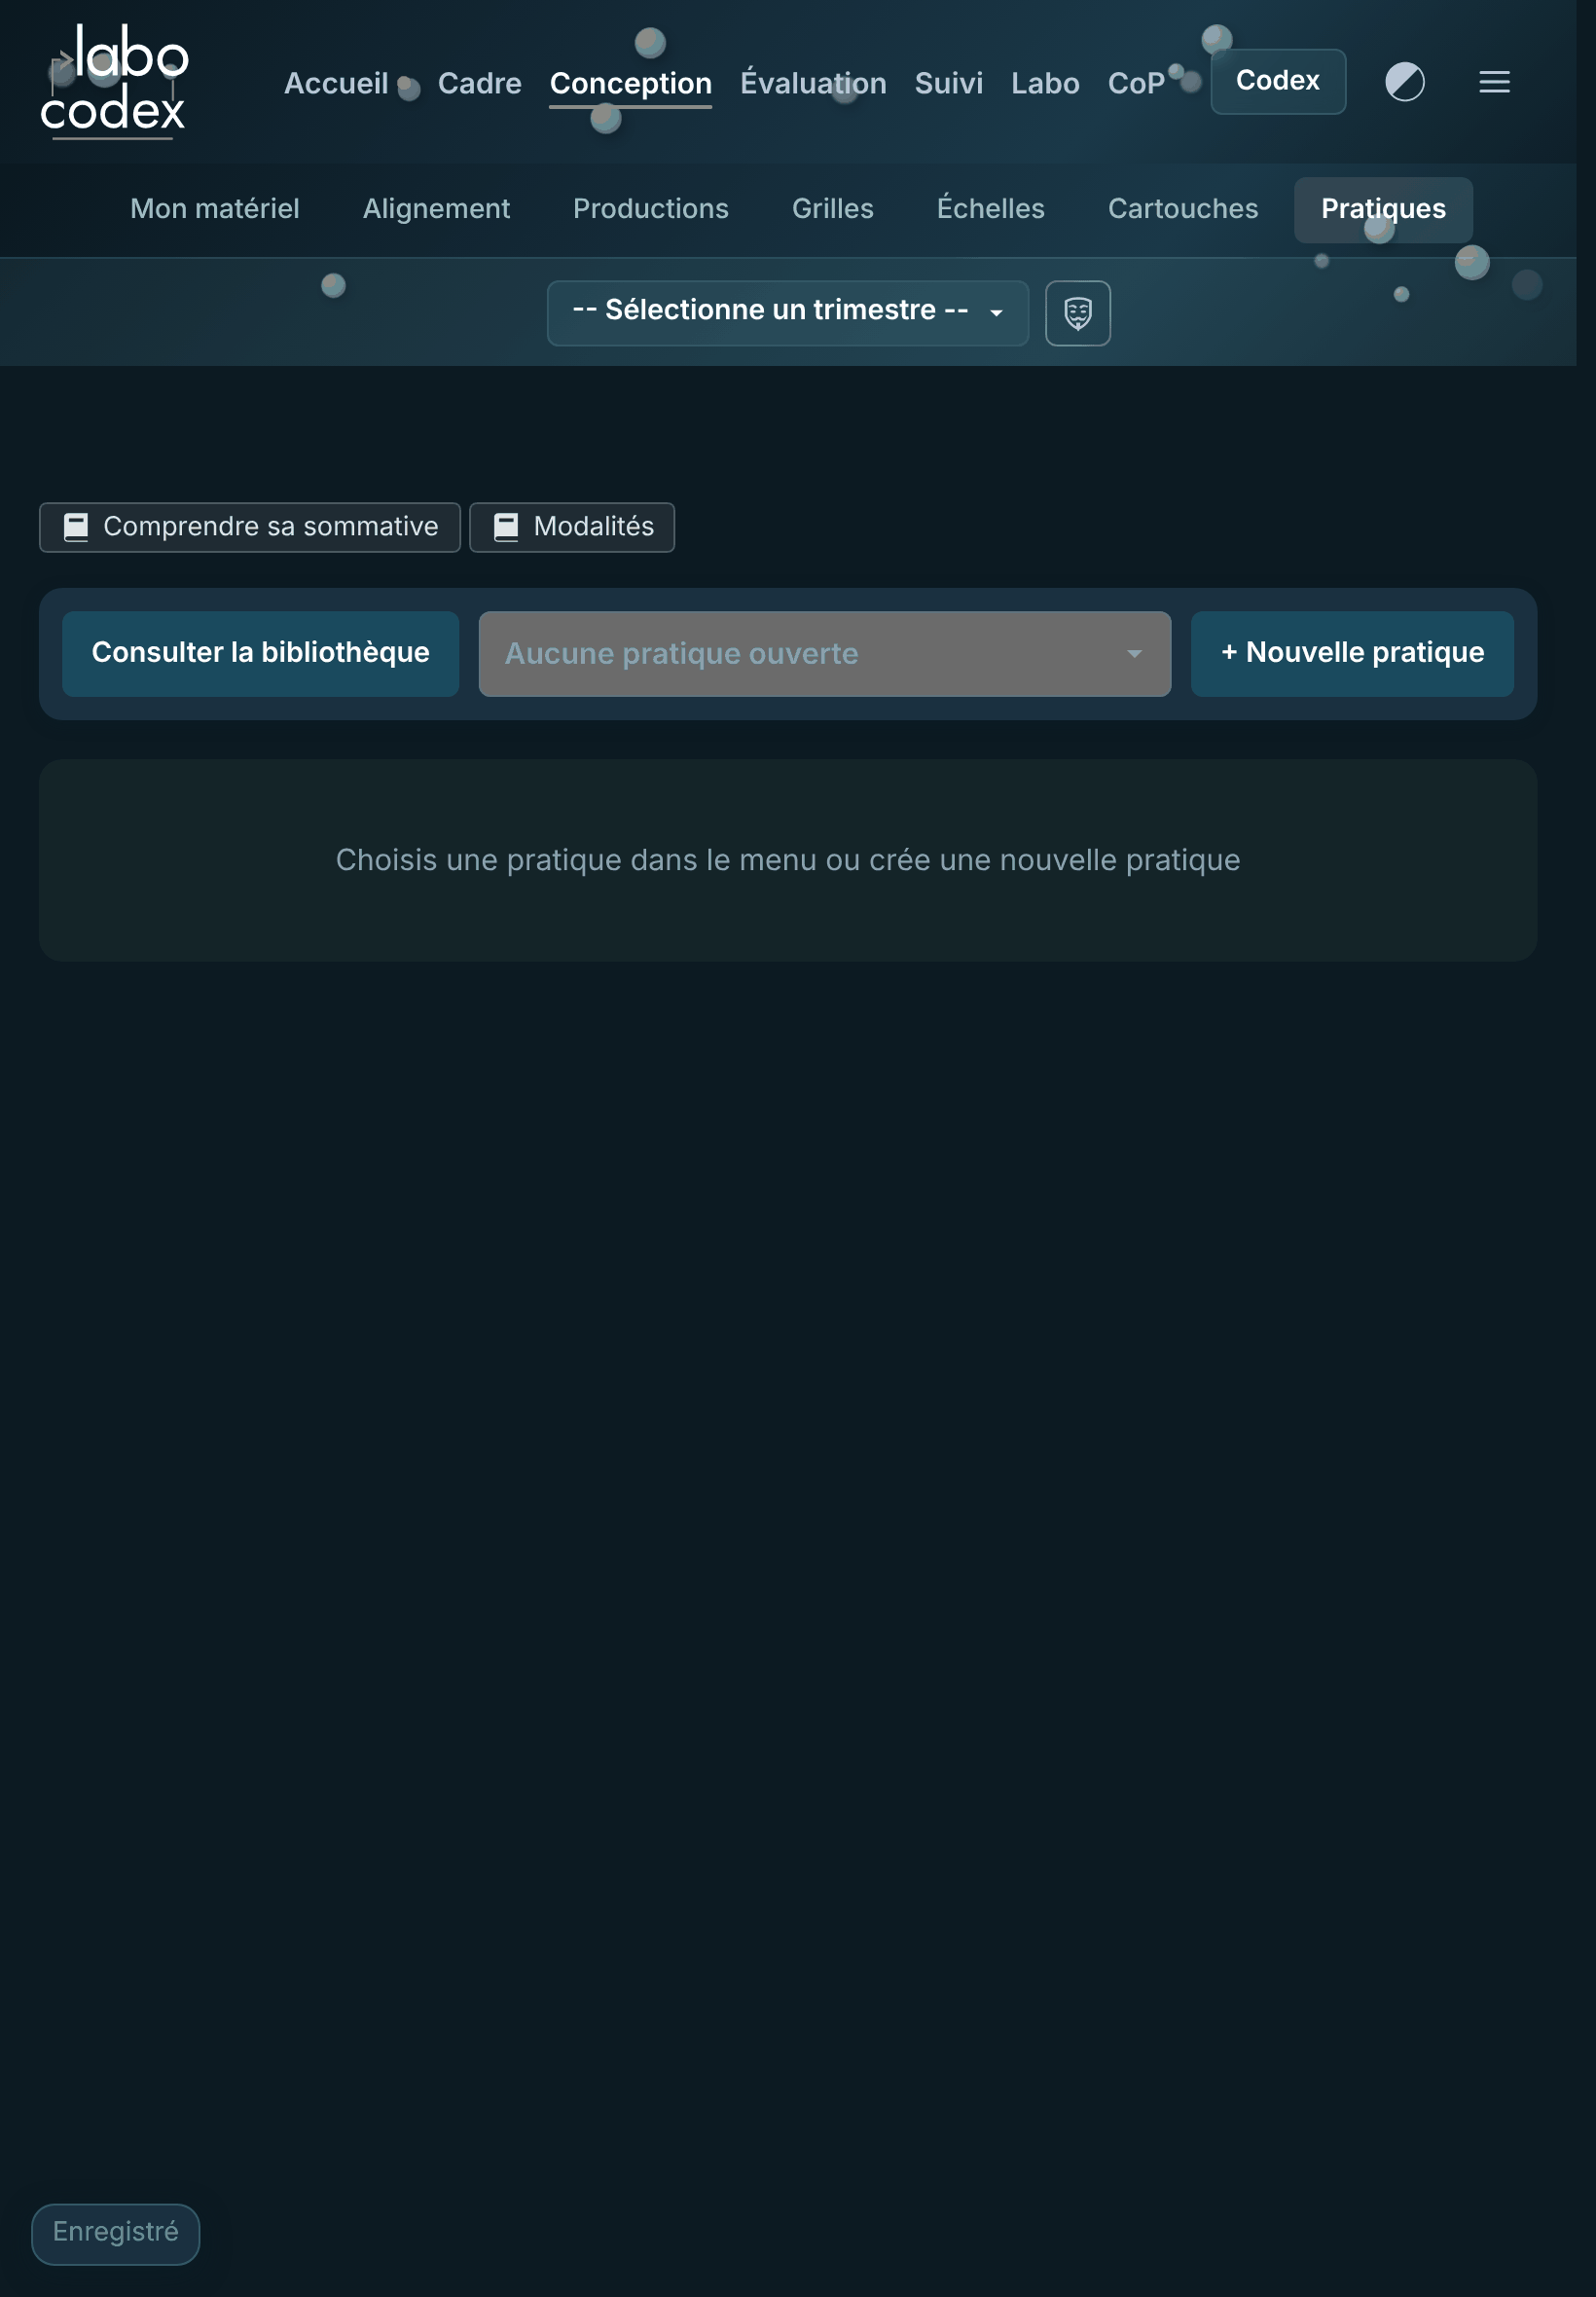 labo
codex
Accueil Cadre Conception Évaluation Suivi Labo CoP Codex
Mon matériel Alignement Productions Grilles Échelles Cartouches Pratiques
-- Sélectionne un trimestre --
Comprendre sa sommative Modalités
Consulter la bibliothèque Aucune pratique ouverte + Nouvelle pratique
Choisis une pratique dans le menu ou crée une nouvelle pratique
Enregistré